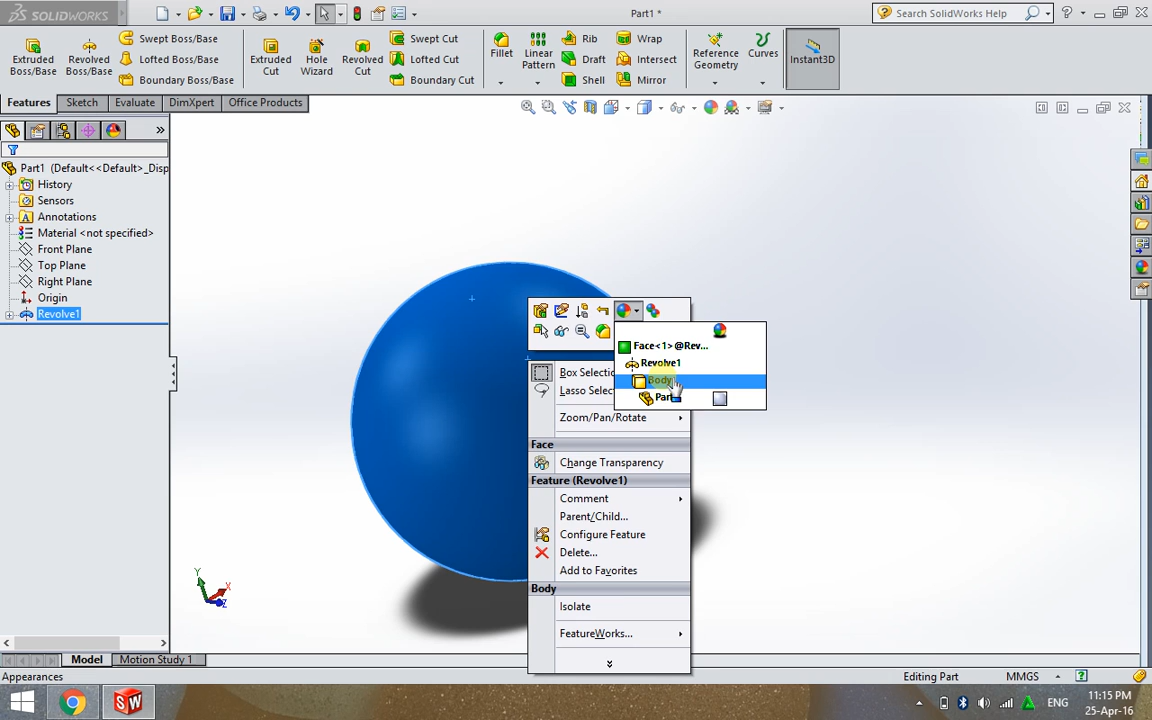 SOLIDWORKS
Part1 *
Search SolidWorks Help
Extruded Boss/Base
Revolved Boss/Base
Swept Boss/Base
Lofted Boss/Base
Boundary Boss/Base
Extruded Cut
Hole Wizard
Revolved Cut
Swept Cut
Lofted Cut
Boundary Cut
Fillet
Linear Pattern
Rib
Draft
Shell
Wrap
Intersect
Mirror
Reference Geometry
Curves
Instant3D
Features
Sketch
Evaluate
DimXpert
Office Products
Part1 (Default<<Default>_Disp
History
Sensors
Annotations
Material <not specified>
Front Plane
Top Plane
Right Plane
Origin
Revolve1
Face<1> @Rev...
Revolve1
Body
Part
Box Selectio
Lasso Selec
Zoom/Pan/Rotate
Face
Change Transparency
Feature (Revolve1)
Comment
Parent/Child...
Configure Feature
Delete...
Add to Favorites
Body
Isolate
FeatureWorks...
Y
X
Z
Model
Motion Study 1
Appearances
Editing Part
MMGS
ENG
11:15 PM
25-Apr-16